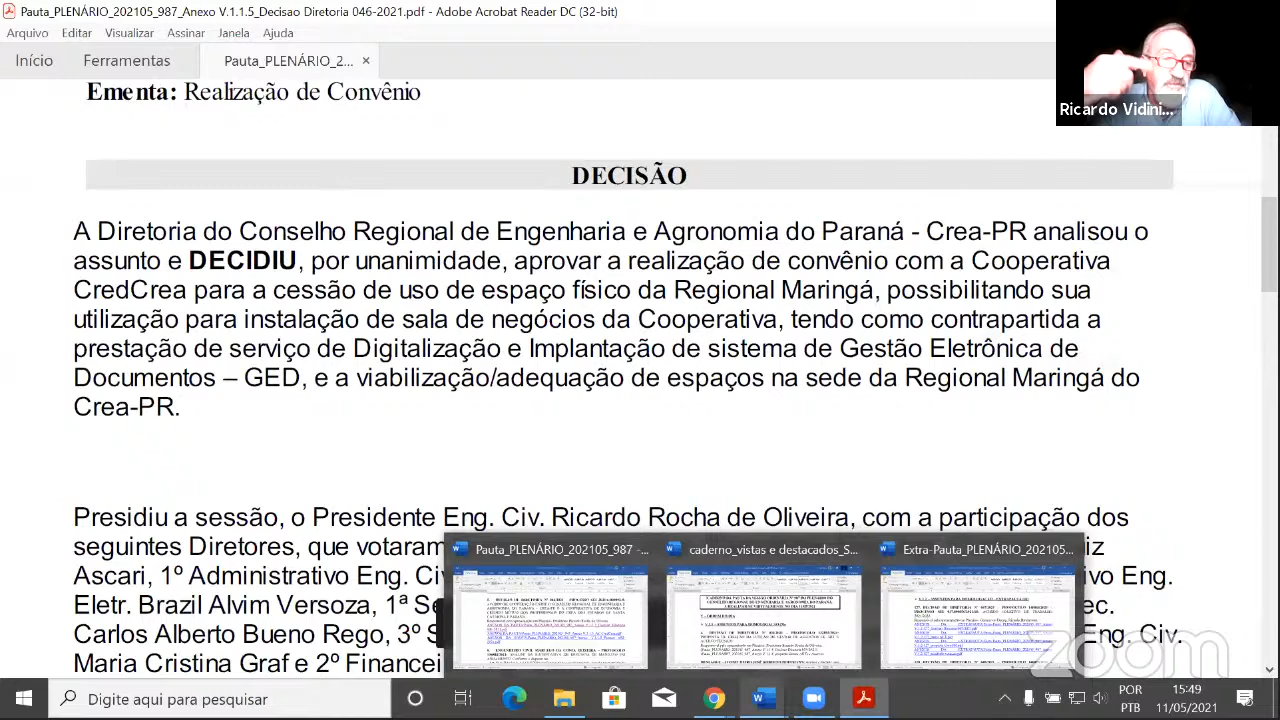 Pauta_PLENÁRIO_202105_987_Anexo V.1.1.5_Decisao Diretoria 046-2021.pdf - Adobe Acrobat Reader DC (32-bit)
Arquivo Editar Visualizar Assinar Janela Ajuda
Início Ferramentas Pauta_PLENÁRIO_2... ×
Ricardo Vidini...
Ementa: Realização de Convênio
DECISÃO
A Diretoria do Conselho Regional de Engenharia e Agronomia do Paraná - Crea-PR analisou o
assunto e DECIDIU, por unanimidade, aprovar a realização de convênio com a Cooperativa
CredCrea para a cessão de uso de espaço físico da Regional Maringá, possibilitando sua
utilização para instalação de sala de negócios da Cooperativa, tendo como contrapartida a
prestação de serviço de Digitalização e Implantação de sistema de Gestão Eletrônica de
Documentos – GED, e a viabilização/adequação de espaços na sede da Regional Maringá do
Crea-PR.
Presidiu a sessão, o Presidente Eng. Civ. Ricardo Rocha de Oliveira, com a participação dos
seguintes Diretores, que votaram
Ascari, 1º Administrativo Eng. Eng.
Eletr. Brazil Alvim Versoza, 1ª
Carlos Alberto Bueno Rego, 3º Eng. Civ.
Maria Cristina Graf e 2º
Pauta_PLENÁRIO_202105_987 -... caderno_vistas e destacados_S... Extra-Pauta_PLENÁRIO_202105...
zoom
Digite aqui para pesquisar
POR
PTB
15:49
11/05/2021